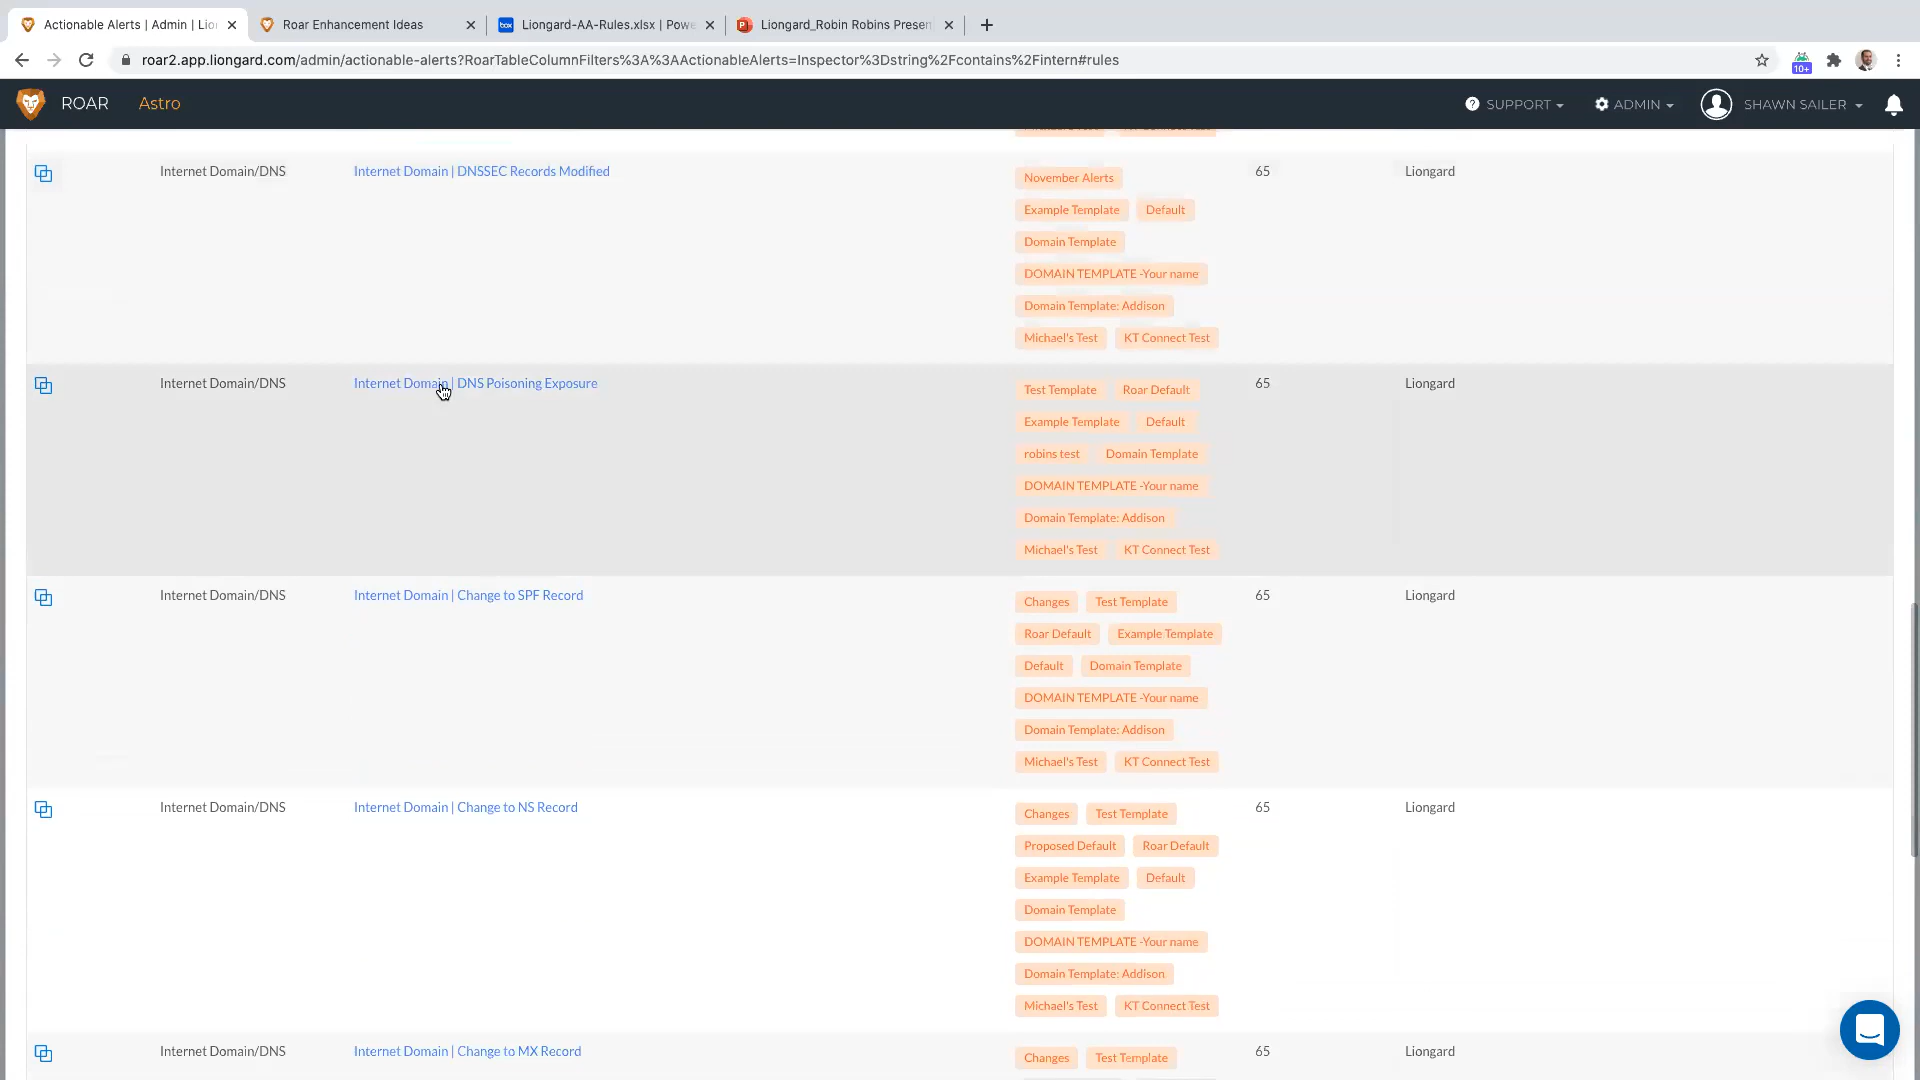 Actionable Alerts | Admin | Lio
Roar Enhancement Ideas
box Liongard-AA-Rules.xlsx | Powe
Liongard_Robin Robins Presen
roar2.app.liongard.com/admin/actionable-alerts?RoarTableColumnFilters%3A%3AActionableAlerts=Inspector%3Dstring%2Fcontains%2Fintern#rules
10+
ROAR Astro ? SUPPORT ADMIN SHAWN SAILER
Internet Domain/DNS Internet Domain | DNSSEC Records Modified 65 Liongard
November Alerts
Example Template Default
Domain Template
DOMAIN TEMPLATE -Your name
Domain Template: Addison
Michael's Test KT Connect Test
Internet Domain/DNS Internet Domain | DNS Poisoning Exposure 65 Liongard
Test Template Roar Default
Example Template Default
robins test Domain Template
DOMAIN TEMPLATE -Your name
Domain Template: Addison
Michael's Test KT Connect Test
Internet Domain/DNS Internet Domain | Change to SPF Record 65 Liongard
Changes Test Template
Roar Default Example Template
Default Domain Template
DOMAIN TEMPLATE -Your name
Domain Template: Addison
Michael's Test KT Connect Test
Internet Domain/DNS Internet Domain | Change to NS Record 65 Liongard
Changes Test Template
Proposed Default Roar Default
Example Template Default
Domain Template
DOMAIN TEMPLATE -Your name
Domain Template: Addison
Michael's Test KT Connect Test
Internet Domain/DNS Internet Domain | Change to MX Record 65 Liongard
Changes Test Template